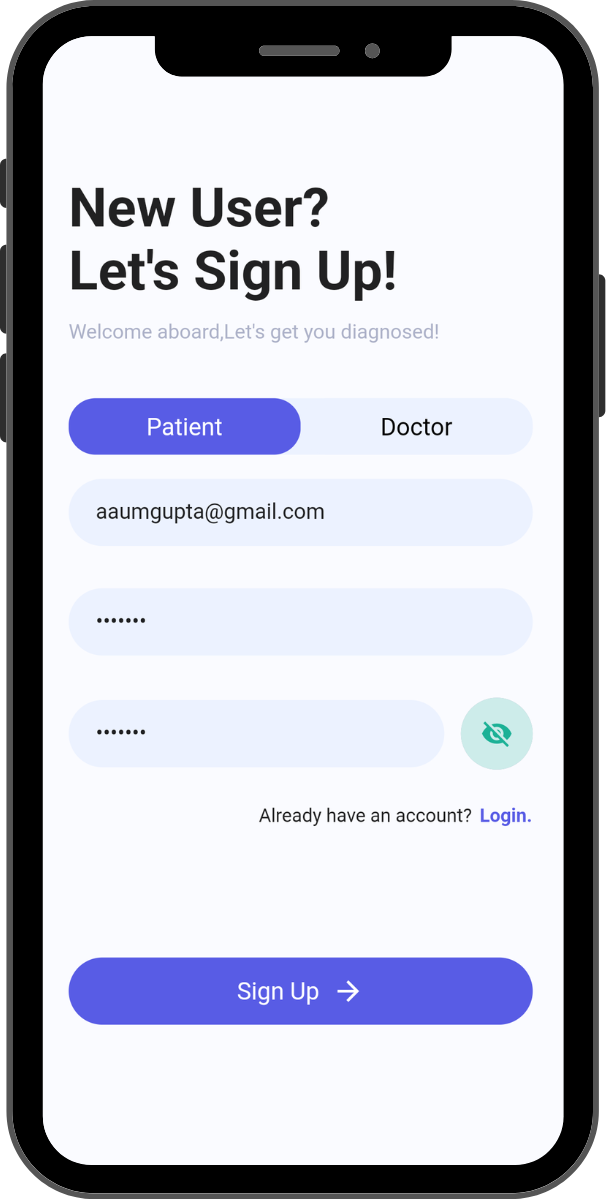 New User?
Let's Sign Up!
Welcome aboard,Let's get you diagnosed!
Patient Doctor
aaumgupta@gmail.com
•••••••
•••••••
Already have an account? Login.
Sign Up →